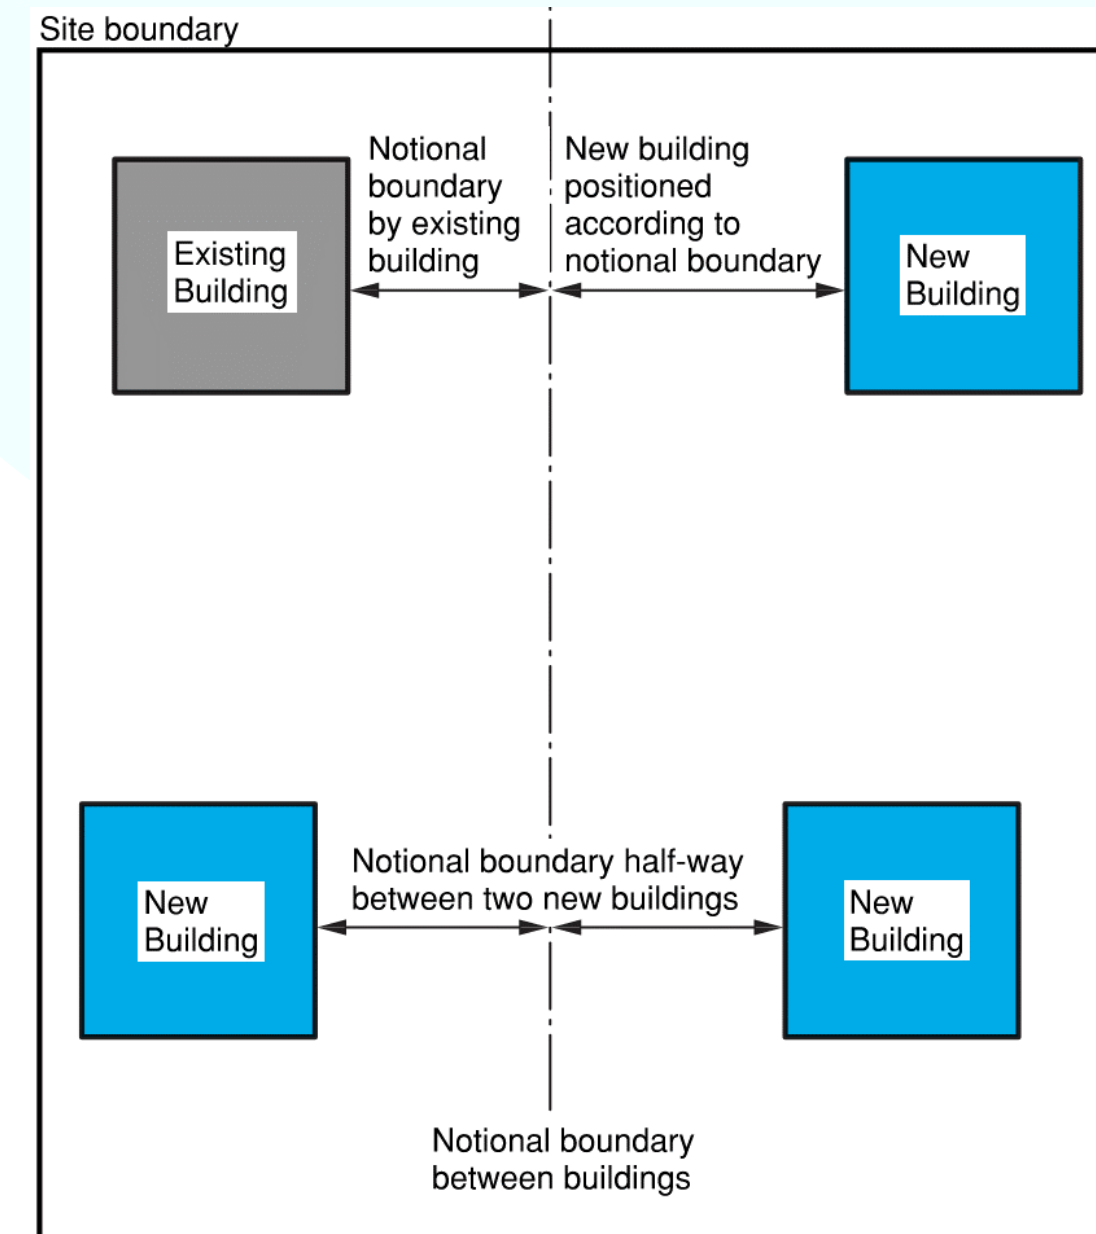 Site boundary
Notional
boundary
by existing
building
New building
positioned
according to
notional boundary
Existing
Building
New
Building
Notional boundary half-way
between two new buildings
New
Building
New
Building
Notional boundary
between buildings